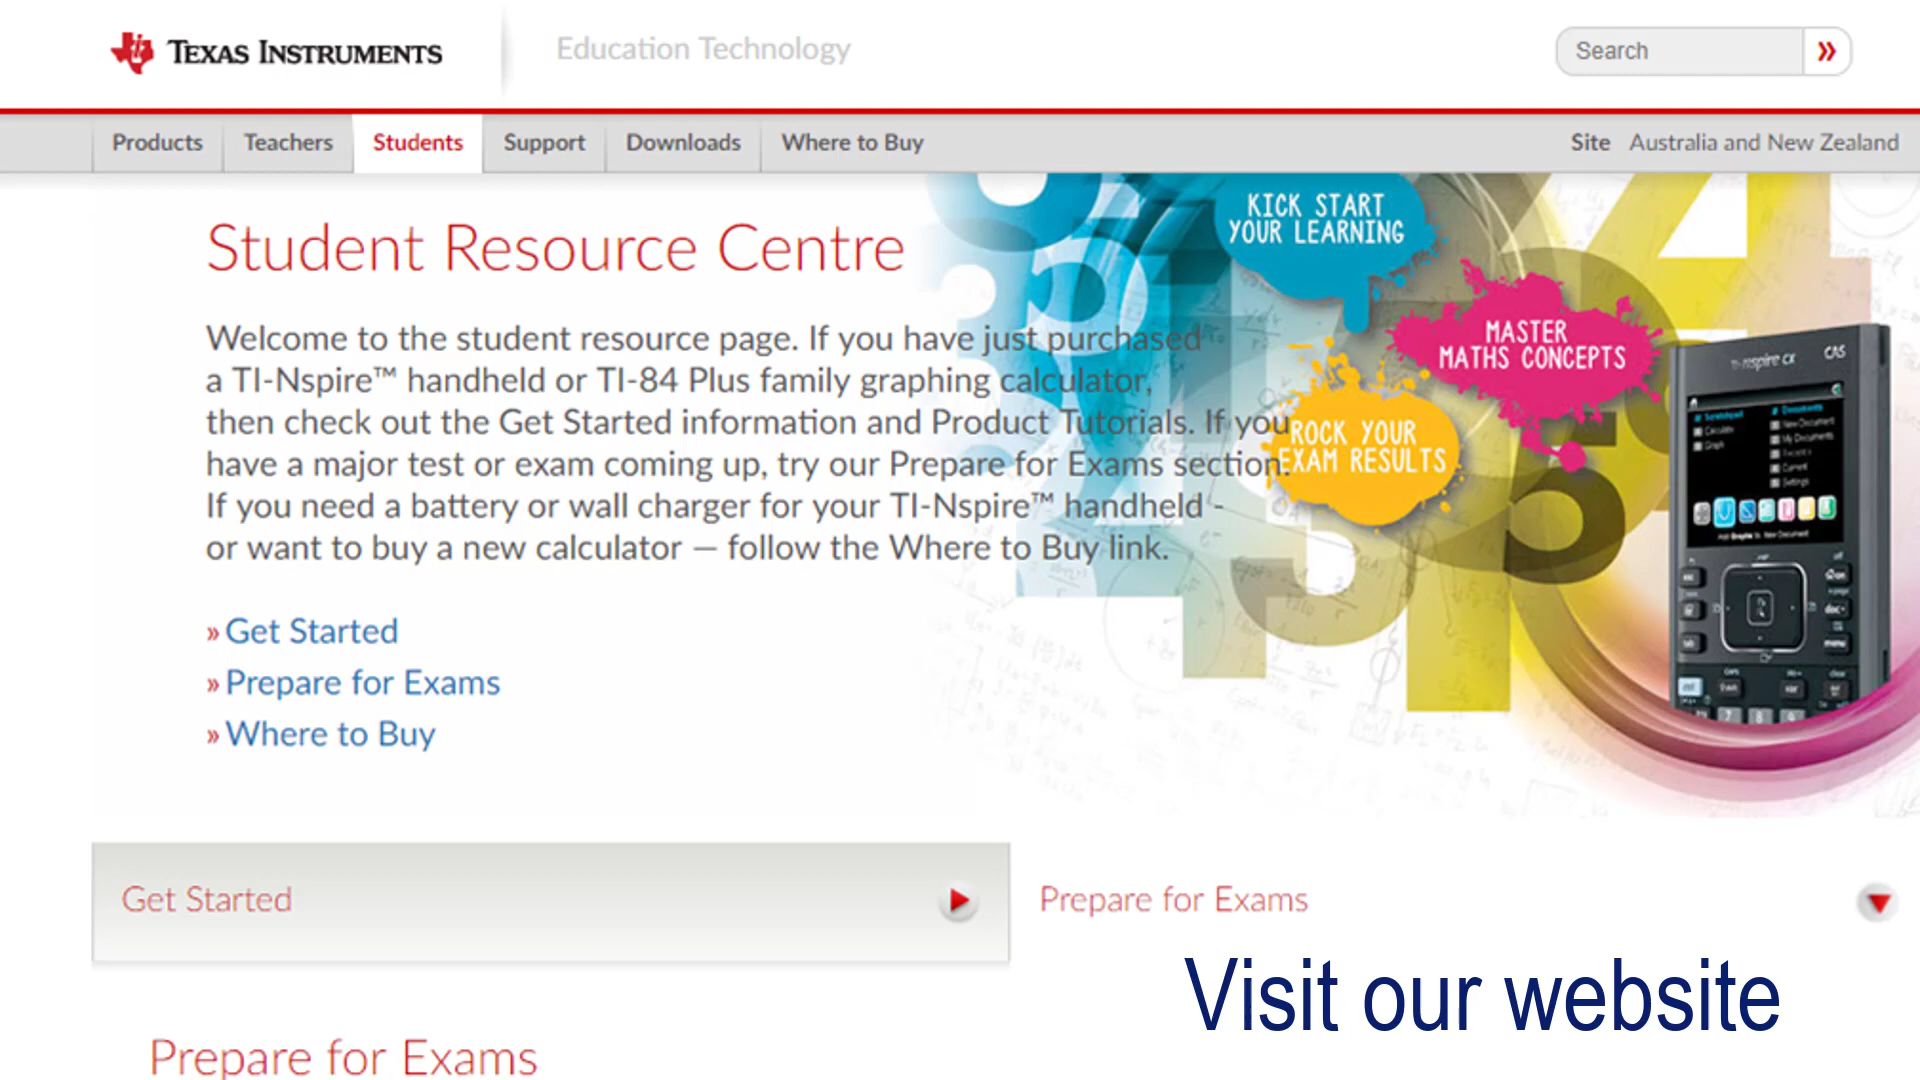 TEXAS INSTRUMENTS
Education Technology
Search
Products
Teachers
Students
Support
Downloads
Where to Buy
Site Australia and New Zealand
Student Resource Centre
Welcome to the student resource page. If you have just purchased
a TI-Nspire™ handheld or TI-84 Plus family graphing calculator,
then check out the Get Started information and Product Tutorials. If you
have a major test or exam coming up, try our Prepare for Exams section.
If you need a battery or wall charger for your TI-Nspire™ handheld -
or want to buy a new calculator — follow the Where to Buy link.
» Get Started
» Prepare for Exams
» Where to Buy
KICK START
YOUR LEARNING
MASTER
MATHS CONCEPTS
ROCK YOUR
EXAM RESULTS
TI-nspire CX CAS
Get Started
Prepare for Exams
Visit our website
Prepare for Exams